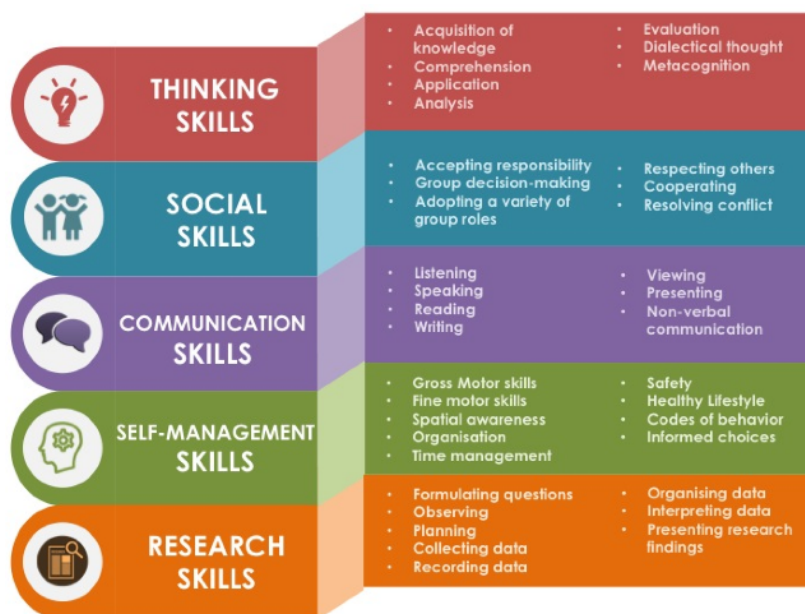 THINKING
SKILLS
• Acquisition of
knowledge
• Comprehension
• Application
• Analysis
• Evaluation
• Dialectical thought
• Metacognition
SOCIAL
SKILLS
• Accepting responsibility
• Group decision-making
• Adopting a variety of
group roles
• Respecting others
• Cooperating
• Resolving conflict
COMMUNICATION
SKILLS
• Listening
• Speaking
• Reading
• Writing
• Viewing
• Presenting
• Non-verbal
communication
SELF-MANAGEMENT
SKILLS
• Gross Motor skills
• Fine motor skills
• Spatial awareness
• Organisation
• Time management
• Safety
• Healthy Lifestyle
• Codes of behavior
• Informed choices
RESEARCH
SKILLS
• Formulating questions
• Observing
• Planning
• Collecting data
• Recording data
• Organising data
• Interpreting data
• Presenting research
findings